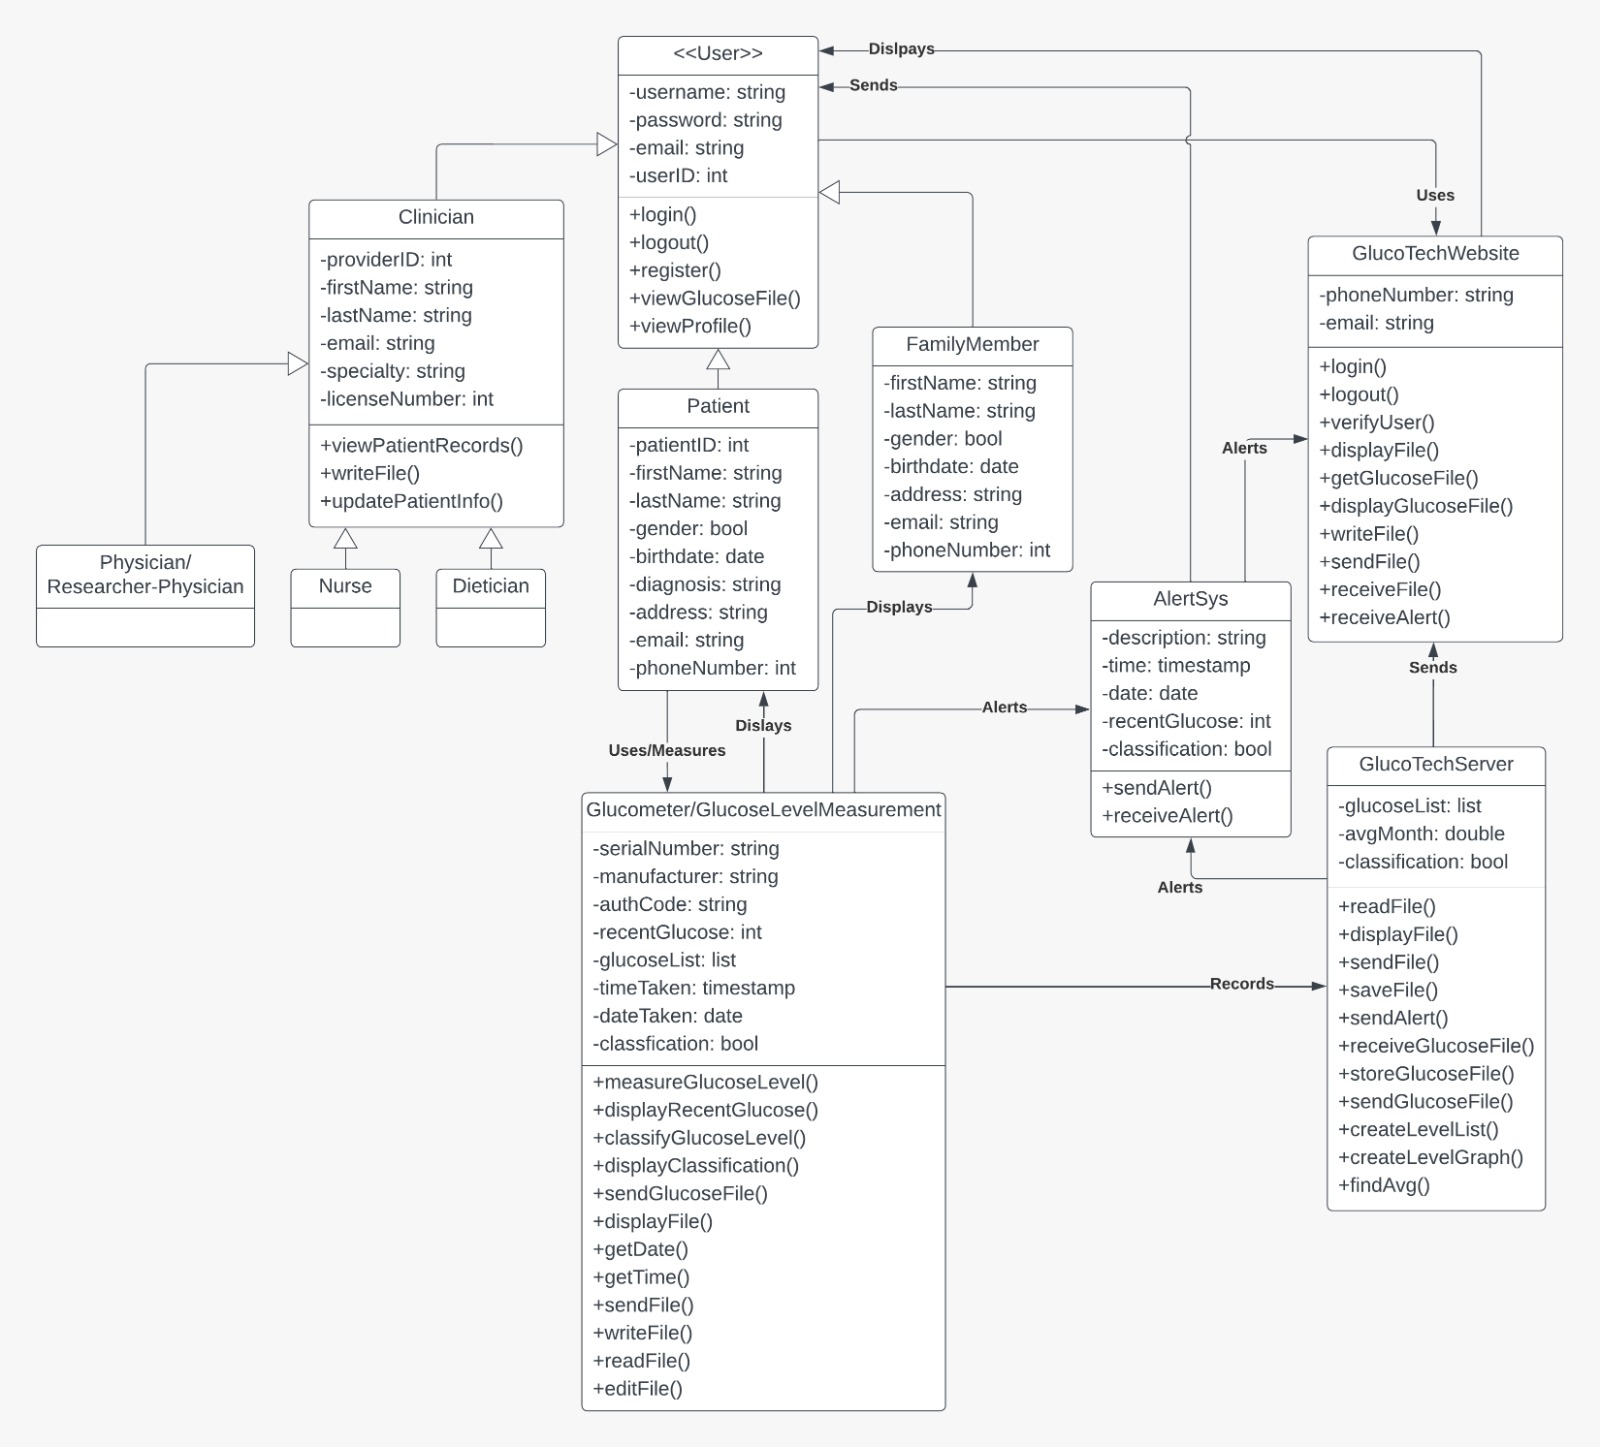 <<User>>
-username: string
-password: string
-email: string
-userID: int
+login()
+logout()
+register()
+viewGlucoseFile()
+viewProfile()
Dislpays
Sends
Uses
Clinician
-providerID: int
-firstName: string
-lastName: string
-email: string
-specialty: string
-licenseNumber: int
+viewPatientRecords()
+writeFile()
+updatePatientInfo()
Physician/
Researcher-Physician
Nurse
Dietician
Patient
-patientID: int
-firstName: string
-lastName: string
-gender: bool
-birthdate: date
-diagnosis: string
-address: string
-email: string
-phoneNumber: int
FamilyMember
-firstName: string
-lastName: string
-gender: bool
-birthdate: date
-address: string
-email: string
-phoneNumber: int
GlucoTechWebsite
-phoneNumber: string
-email: string
+login()
+logout()
+verifyUser()
+displayFile()
+getGlucoseFile()
+displayGlucoseFile()
+writeFile()
+sendFile()
+receiveFile()
+receiveAlert()
Alerts
Displays
AlertSys
-description: string
-time: timestamp
-date: date
-recentGlucose: int
-classification: bool
+sendAlert()
+receiveAlert()
Sends
Alerts
Dislays
Uses/Measures
Glucometer/GlucoseLevelMeasurement
-serialNumber: string
-manufacturer: string
-authCode: string
-recentGlucose: int
-glucoseList: list
-timeTaken: timestamp
-dateTaken: date
-classfication: bool
+measureGlucoseLevel()
+displayRecentGlucose()
+classifyGlucoseLevel()
+displayClassification()
+sendGlucoseFile()
+displayFile()
+getDate()
+getTime()
+sendFile()
+writeFile()
+readFile()
+editFile()
Alerts
Records
GlucoTechServer
-glucoseList: list
-avgMonth: double
-classification: bool
+readFile()
+displayFile()
+sendFile()
+saveFile()
+sendAlert()
+receiveGlucoseFile()
+storeGlucoseFile()
+sendGlucoseFile()
+createLevelList()
+createLevelGraph()
+findAvg()